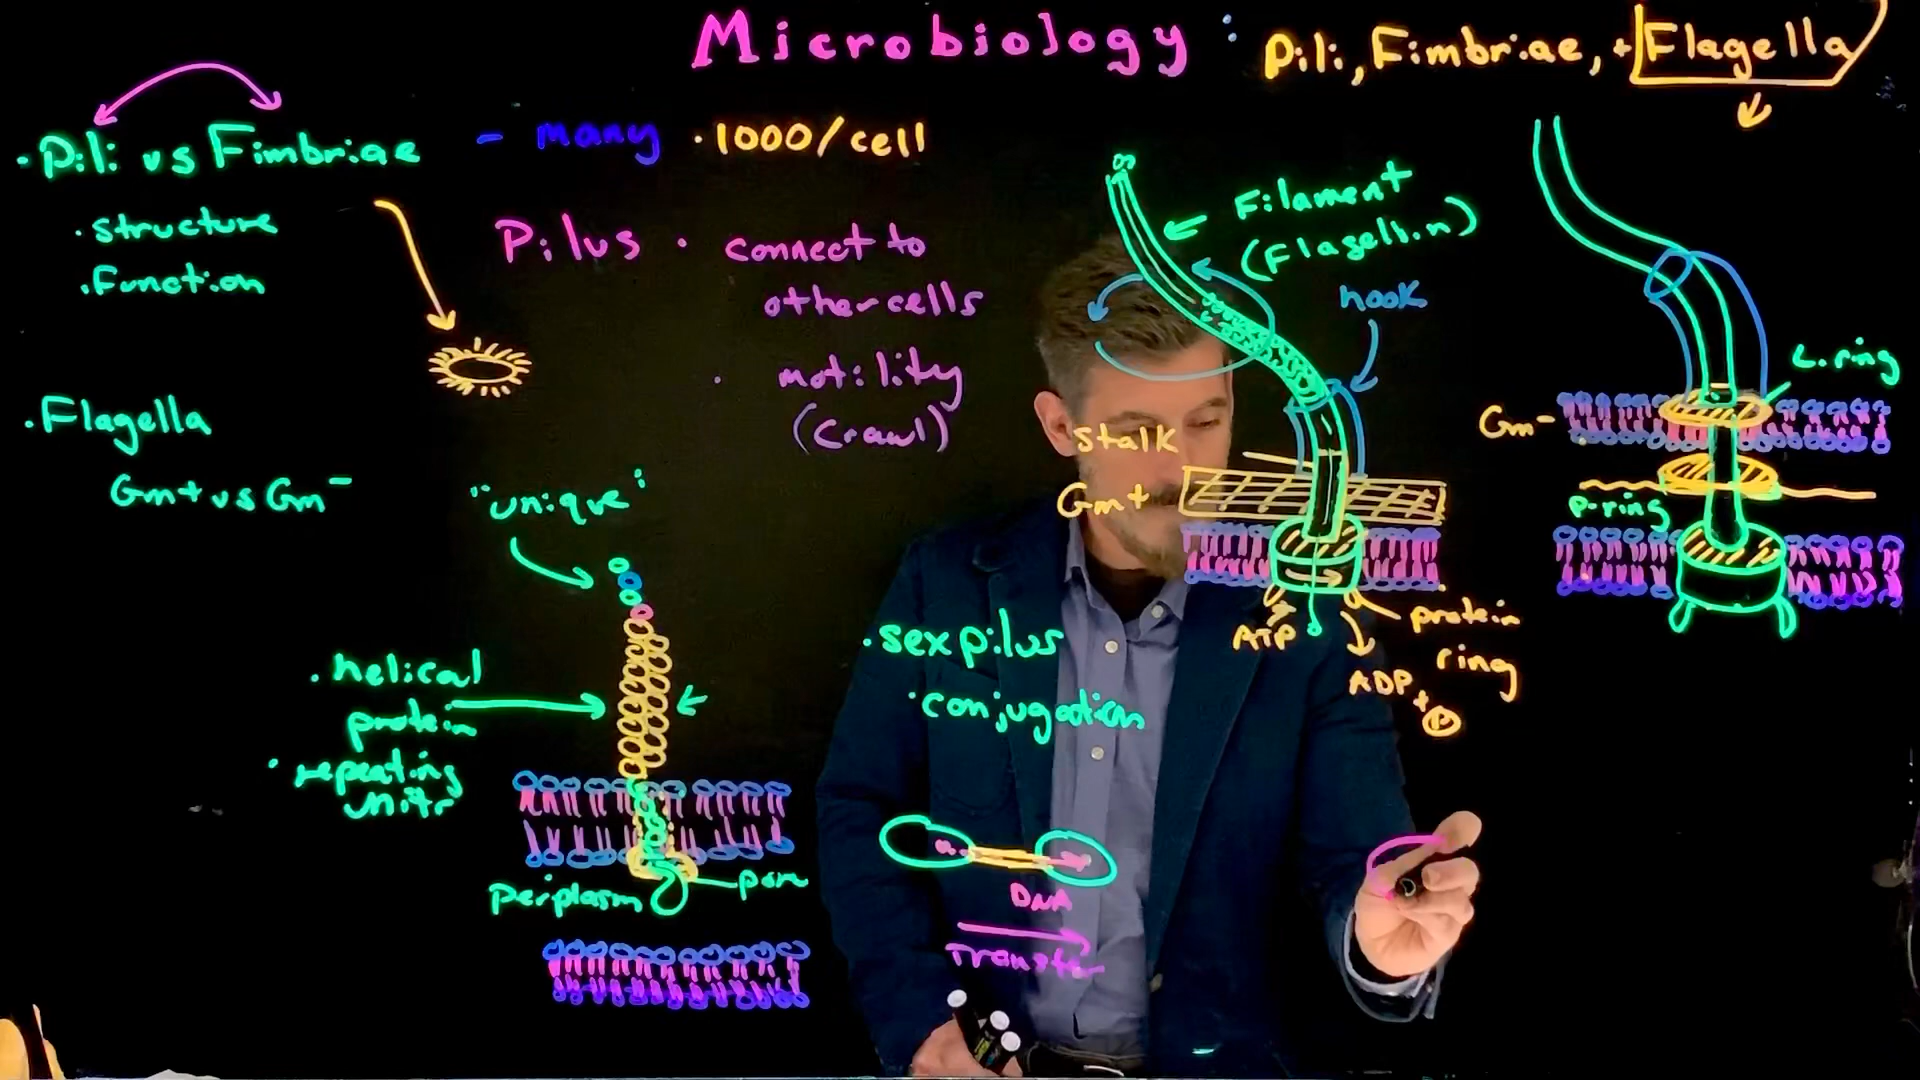 Microbiology: Pili, Fimbriae, + Flagella
· Pili vs Fimbriae - many · 1000/cell
· structure
· Function
Pilus · connect to
other cells
· motility
(crawl)
Filament
(Flagellin)
hook
L-ring
· Flagella
Gm+ vs Gm-
stalk
Gm+
Gm-
p-ring
"unique"
protein
ring
ATP
ADP + P
· sex pilus
· conjugation
· helical
protein
· repeating
units
periplasm
pore
DNA
Transfer